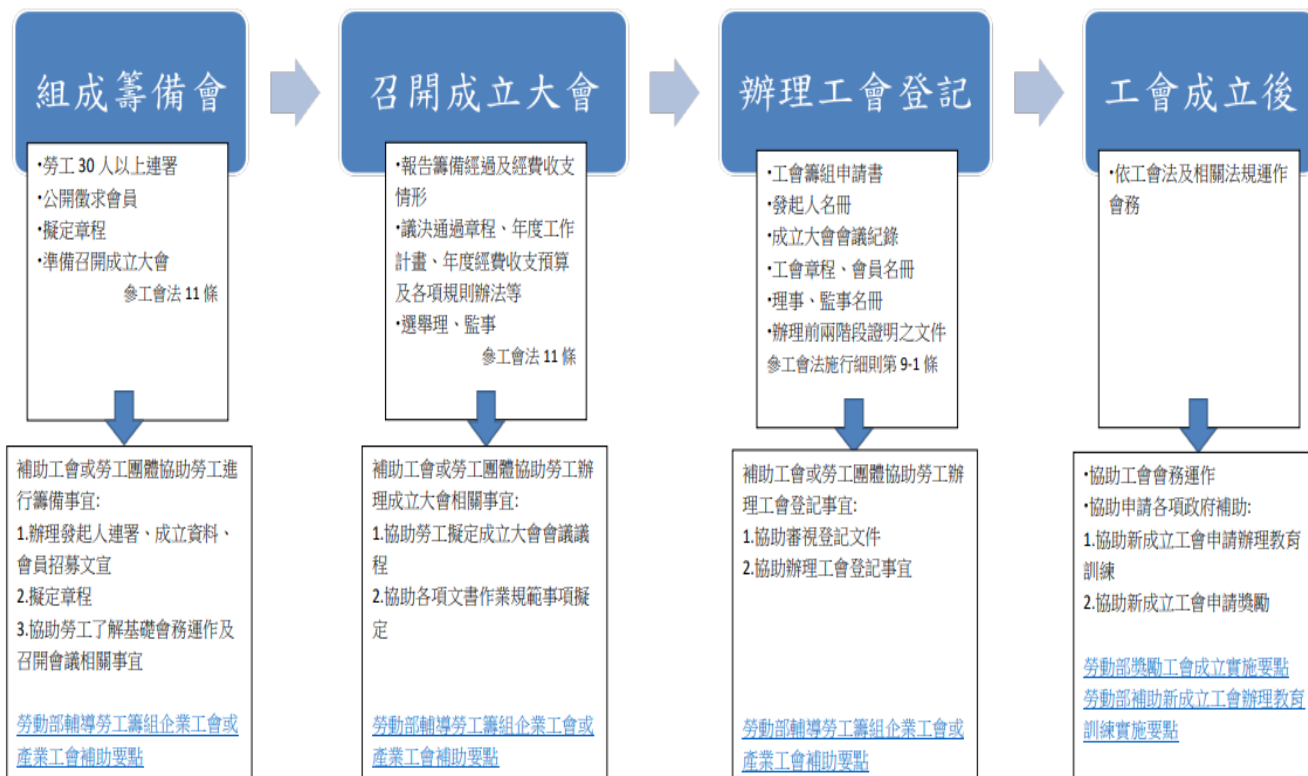 組成籌備會
•勞工 30 人以上連署
•公開徵求會員
•擬定章程
•準備召開成立大會
參工會法 11 條
補助工會或勞工團體協助勞工進
行籌備事宜:
1.辦理發起人連署、成立資料、
會員招募文宣
2.擬定章程
3.協助勞工了解基礎會務運作及
召開會議相關事宜
勞動部輔導勞工籌組企業工會或
產業工會補助要點
召開成立大會
•報告籌備經過及經費收支
情形
•議決通過章程、年度工作
計畫、年度經費收支預算
及各項規則辦法等
•選舉理、監事
參工會法 11 條
補助工會或勞工團體協助勞工辦
理成立大會相關事宜:
1.協助勞工擬定成立大會會議議
程
2.協助各項文書作業規範事項擬
定
勞動部輔導勞工籌組企業工會或
產業工會補助要點
辦理工會登記
•工會籌組申請書
•發起人名冊
•成立大會會議紀錄
•工會章程、會員名冊
•理事、監事名冊
•辦理前兩階段證明之文件
參工會法施行細則第 9-1 條
補助工會或勞工團體協助勞工辦
理工會登記事宜:
1.協助審視登記文件
2.協助辦理工會登記事宜
勞動部輔導勞工籌組企業工會或
產業工會補助要點
工會成立後
•依工會法及相關法規運作
會務
•協助工會會務運作
•協助申請各項政府補助:
1.協助新成立工會申請辦理教育
訓練
2.協助新成立工會申請獎勵
勞動部獎勵工會成立實施要點
勞動部補助新成立工會辦理教育
訓練實施要點